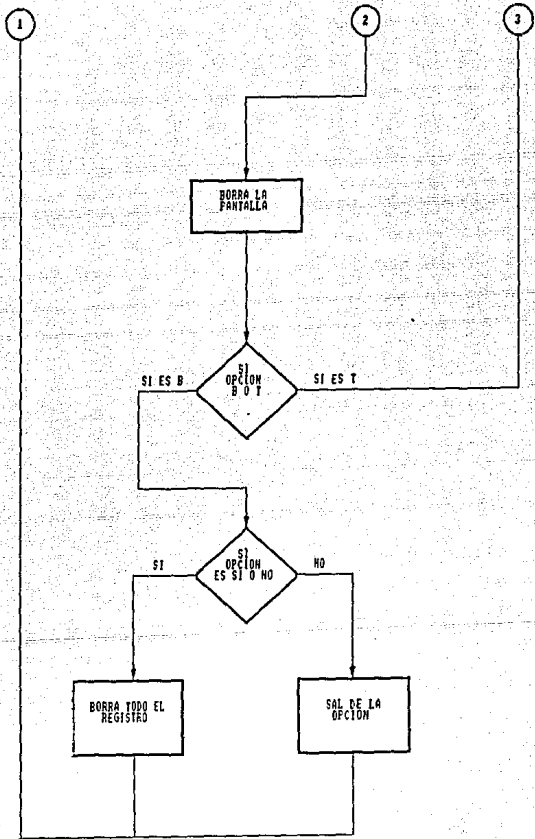 1
2
3
BORRA LA
PANTALLA
SI
OPCION
B O T
SI ES B
SI ES T
SI
OPCION
ES SI O NO
SI
NO
BORRA TODO EL
REGISTRO
SAL DE LA
OPCION